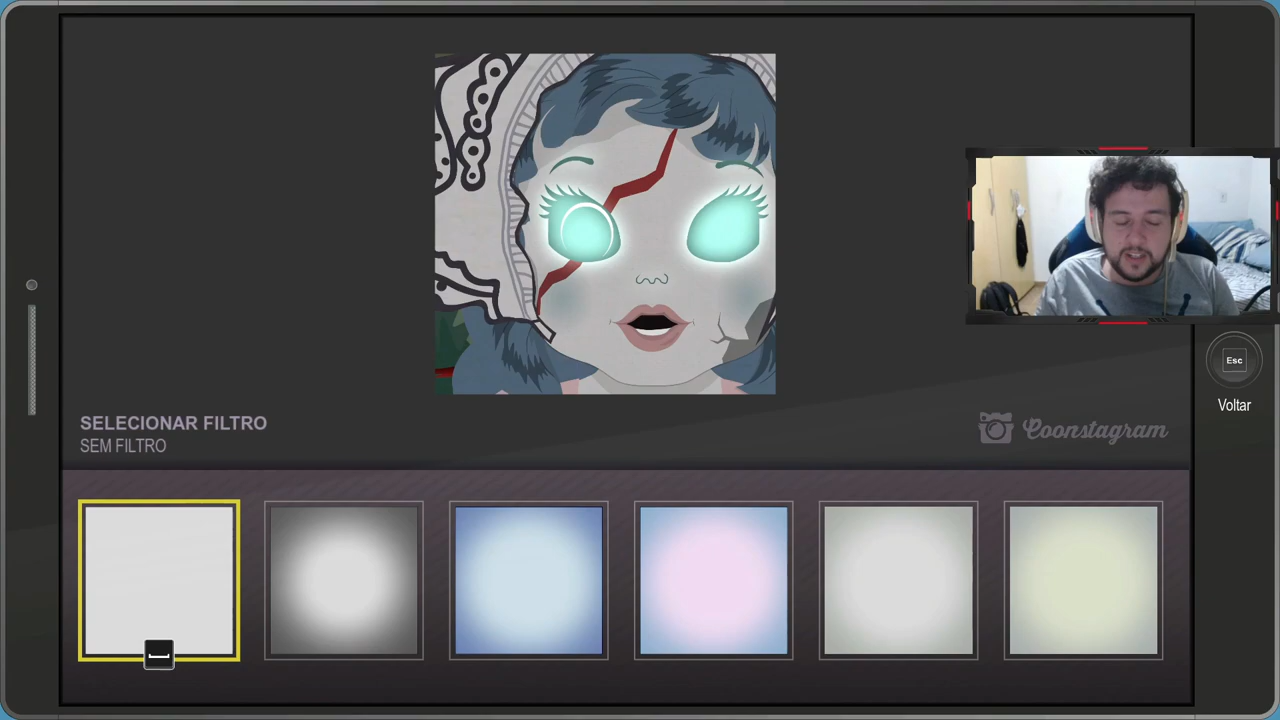 Esc
Voltar
SELECIONAR FILTRO
SEM FILTRO
Coonstagram